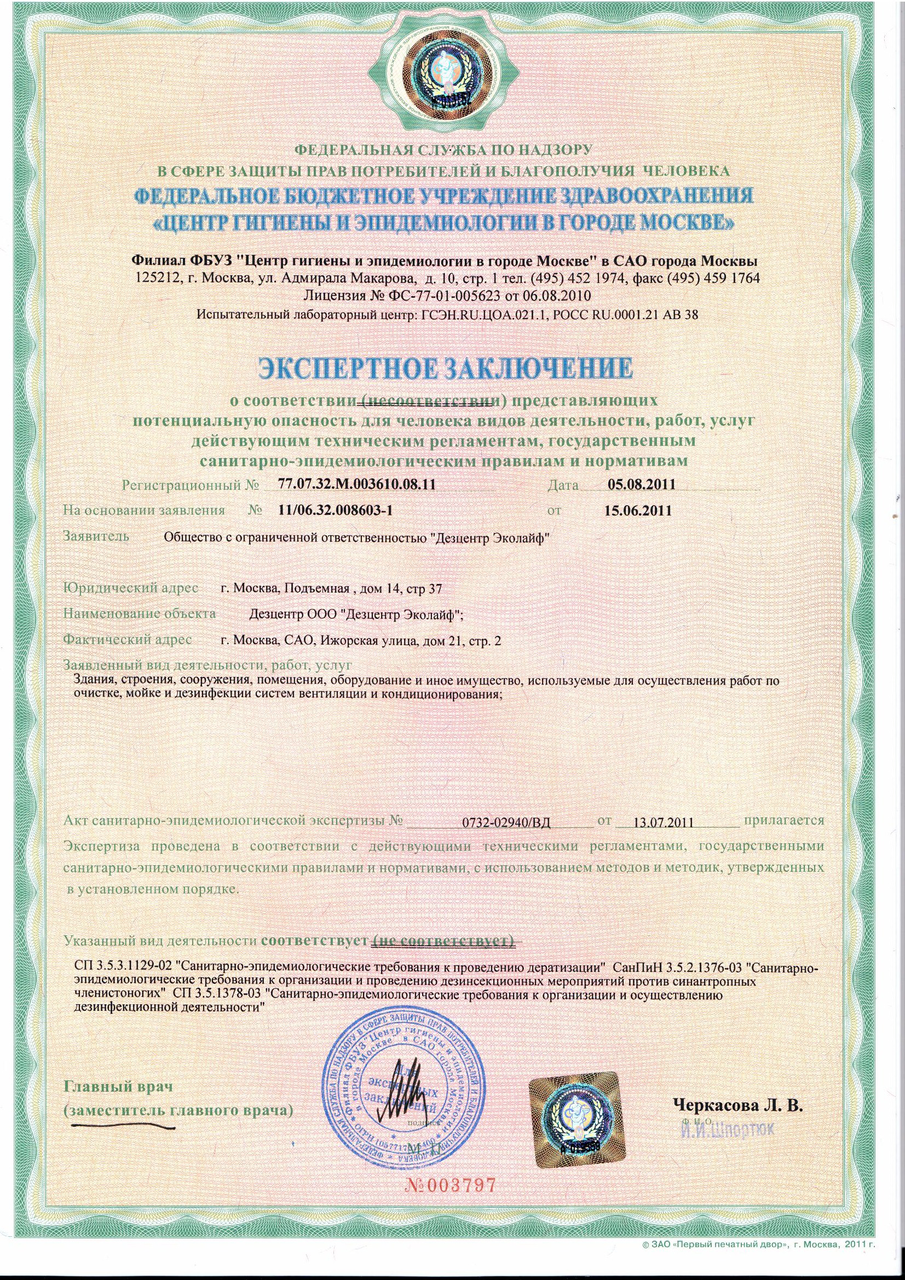 ФЕДЕРАЛЬНАЯ СЛУЖБА ПО НАДЗОРУ
В СФЕРЕ ЗАЩИТЫ ПРАВ ПОТРЕБИТЕЛЕЙ И БЛАГОПОЛУЧИЯ ЧЕЛОВЕКА
ФЕДЕРАЛЬНОЕ БЮДЖЕТНОЕ УЧРЕЖДЕНИЕ ЗДРАВООХРАНЕНИЯ
«ЦЕНТР ГИГИЕНЫ И ЭПИДЕМИОЛОГИИ В ГОРОДЕ МОСКВЕ»
Филиал ФБУЗ "Центр гигиены и эпидемиологии в городе Москве" в САО города Москвы
125212, г. Москва, ул. Адмирала Макарова, д. 10, стр. 1 тел. (495) 452 1974, факс (495) 459 1764
Лицензия № ФС-77-01-005623 от 06.08.2010
Испытательный лабораторный центр: ГСЭН.RU.ЦОА.021.1, РОСС RU.0001.21 АВ 38
ЭКСПЕРТНОЕ ЗАКЛЮЧЕНИЕ
о соответствии (несоответствии) представляющих
потенциальную опасность для человека видов деятельности, работ, услуг
действующим техническим регламентам, государственным
санитарно-эпидемиологическим правилам и нормативам
Регистрационный № 77.07.32.М.003610.08.11 Дата 05.08.2011
На основании заявления № 11/06.32.008603-1 от 15.06.2011
Заявитель Общество с ограниченной ответственностью "Дезцентр Эколайф"
Юридический адрес г. Москва, Подъемная , дом 14, стр 37
Наименование объекта Дезцентр ООО "Дезцентр Эколайф";
Фактический адрес г. Москва, САО, Ижорская улица, дом 21, стр. 2
Заявленный вид деятельности, работ, услуг
Здания, строения, сооружения, помещения, оборудование и иное имущество, используемые для осуществления работ по
очистке, мойке и дезинфекции систем вентиляции и кондиционирования;
Акт санитарно-эпидемиологической экспертизы № 0732-02940/ВД от 13.07.2011 прилагается
Экспертиза проведена в соответствии с действующими техническими регламентами, государственными
санитарно-эпидемиологическими правилами и нормативами, с использованием методов и методик, утвержденных
в установленном порядке.
Указанный вид деятельности соответствует (не соответствует)
СП 3.5.3.1129-02 "Санитарно-эпидемиологические требования к проведению дератизации" СанПиН 3.5.2.1376-03 "Санитарно-
эпидемиологические требования к организации и проведению дезинсекционных мероприятий против синантропных
членистоногих" СП 3.5.1378-03 "Санитарно-эпидемиологические требования к организации и осуществлению
дезинфекционной деятельности"
Главный врач
(заместитель главного врача)
Для
экспертных
заключений
Черкасова Л. В.
Ф.И.О.
И.И.Шпортюк
№003797
© ЗАО «Первый печатный двор», г. Москва, 2011 г.